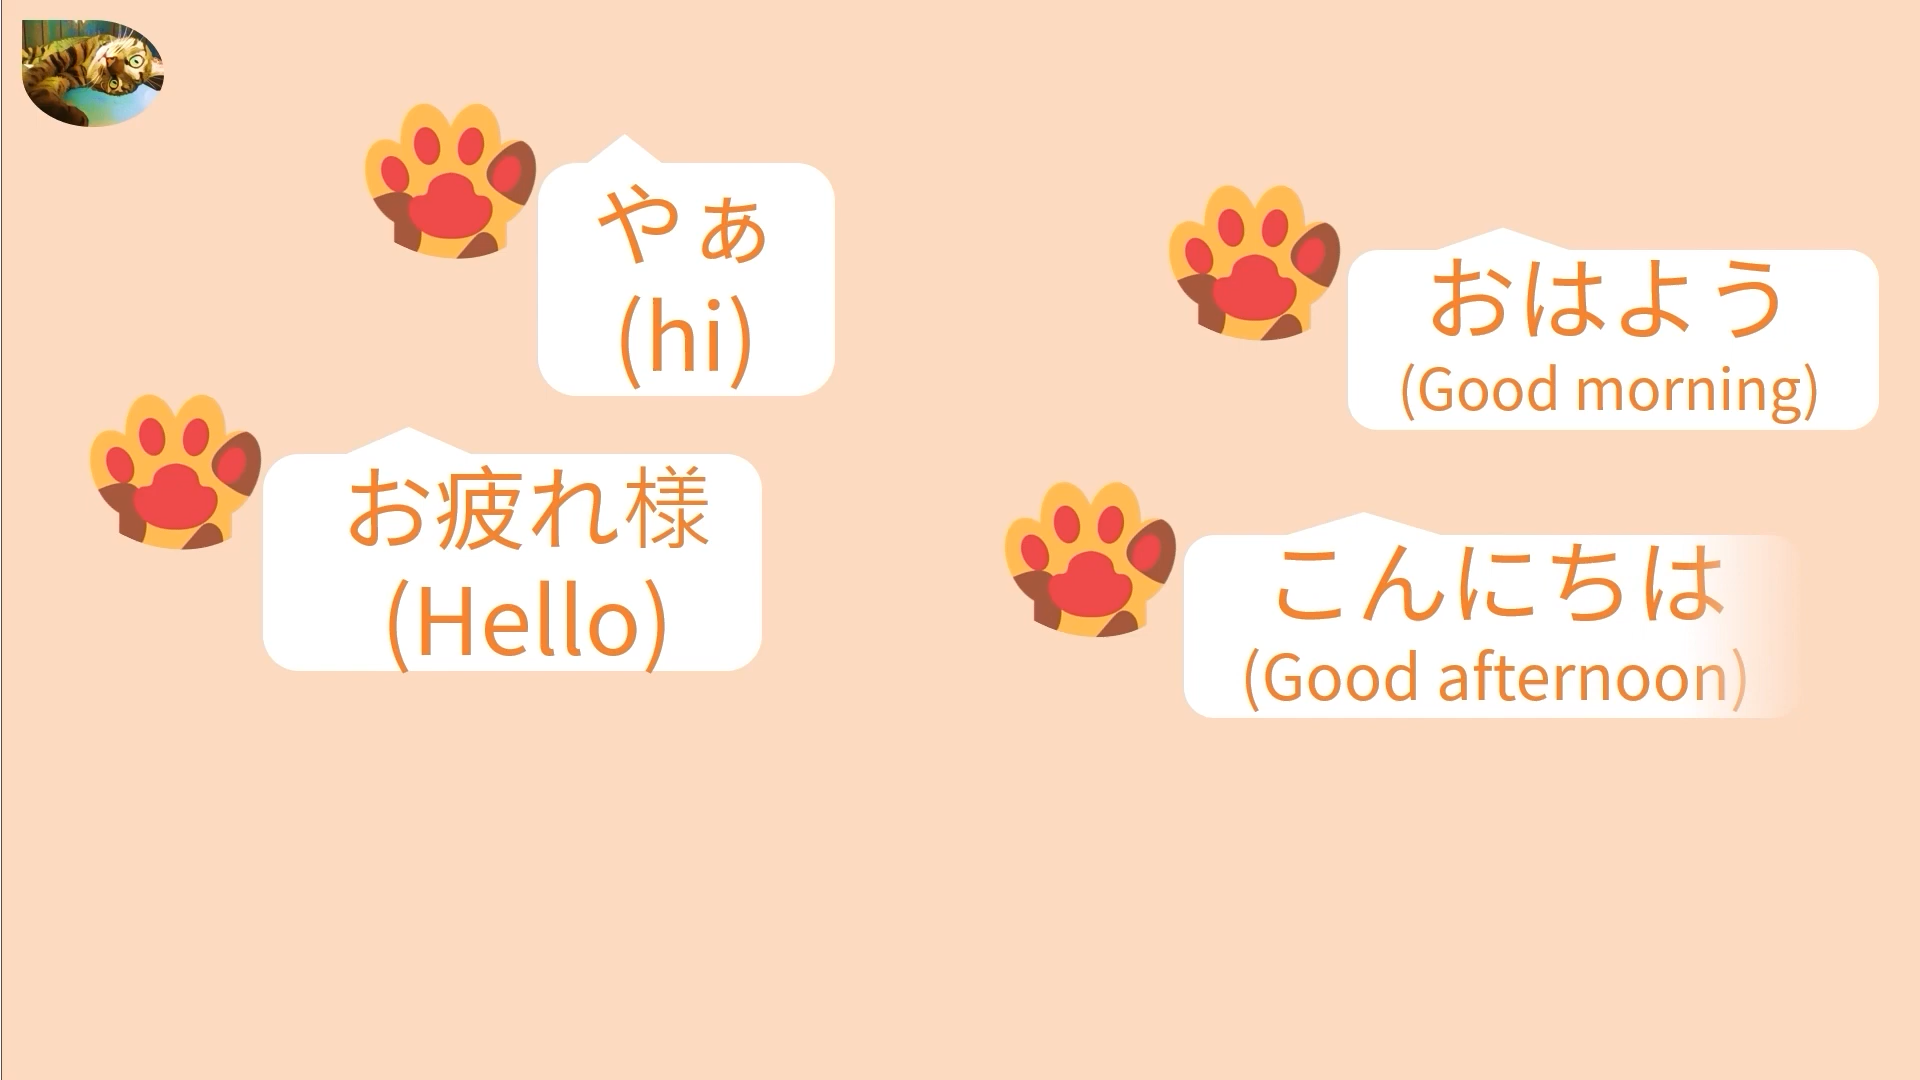 やぁ
(hi)
おはよう
(Good morning)
お疲れ様
(Hello)
こんにちは
(Good afternoon)